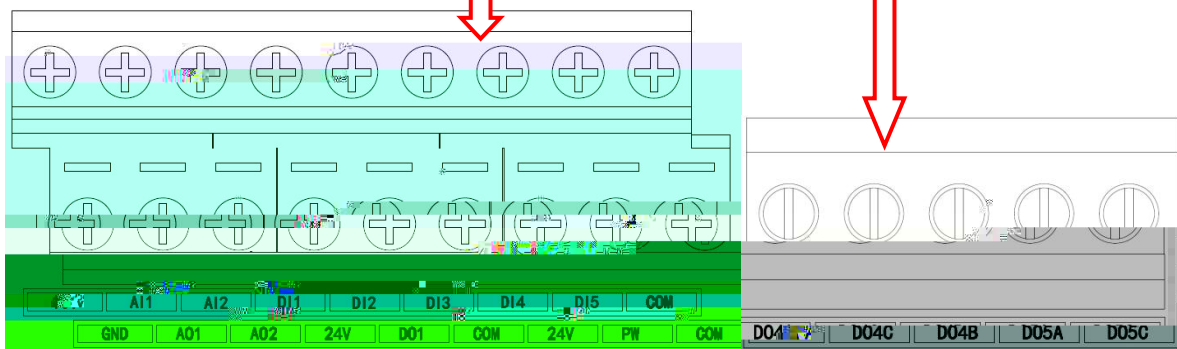 AI1 AI2 DI1 DI2 DI3 DI4 DI5 COM
GND AO1 AO2 24V DO1 COM 24V PW COM
DO4C DO4B DO5A DO5C